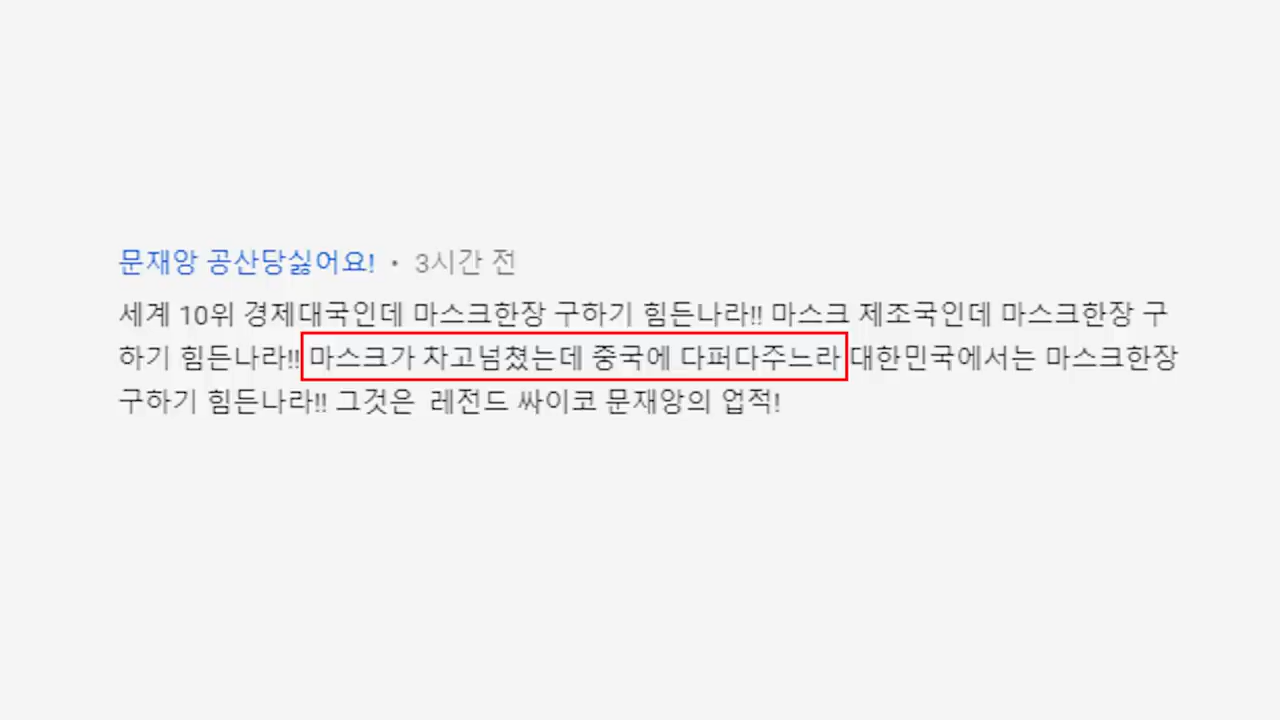 문재앙 공산당싫어요! • 3시간 전
세계 10위 경제대국인데 마스크한장 구하기 힘든나라!! 마스크 제조국인데 마스크한장 구
하기 힘든나라!! 마스크가 차고넘쳤는데 중국에 다퍼다주느라 대한민국에서는 마스크한장
구하기 힘든나라!! 그것은 레전드 싸이코 문재앙의 업적!